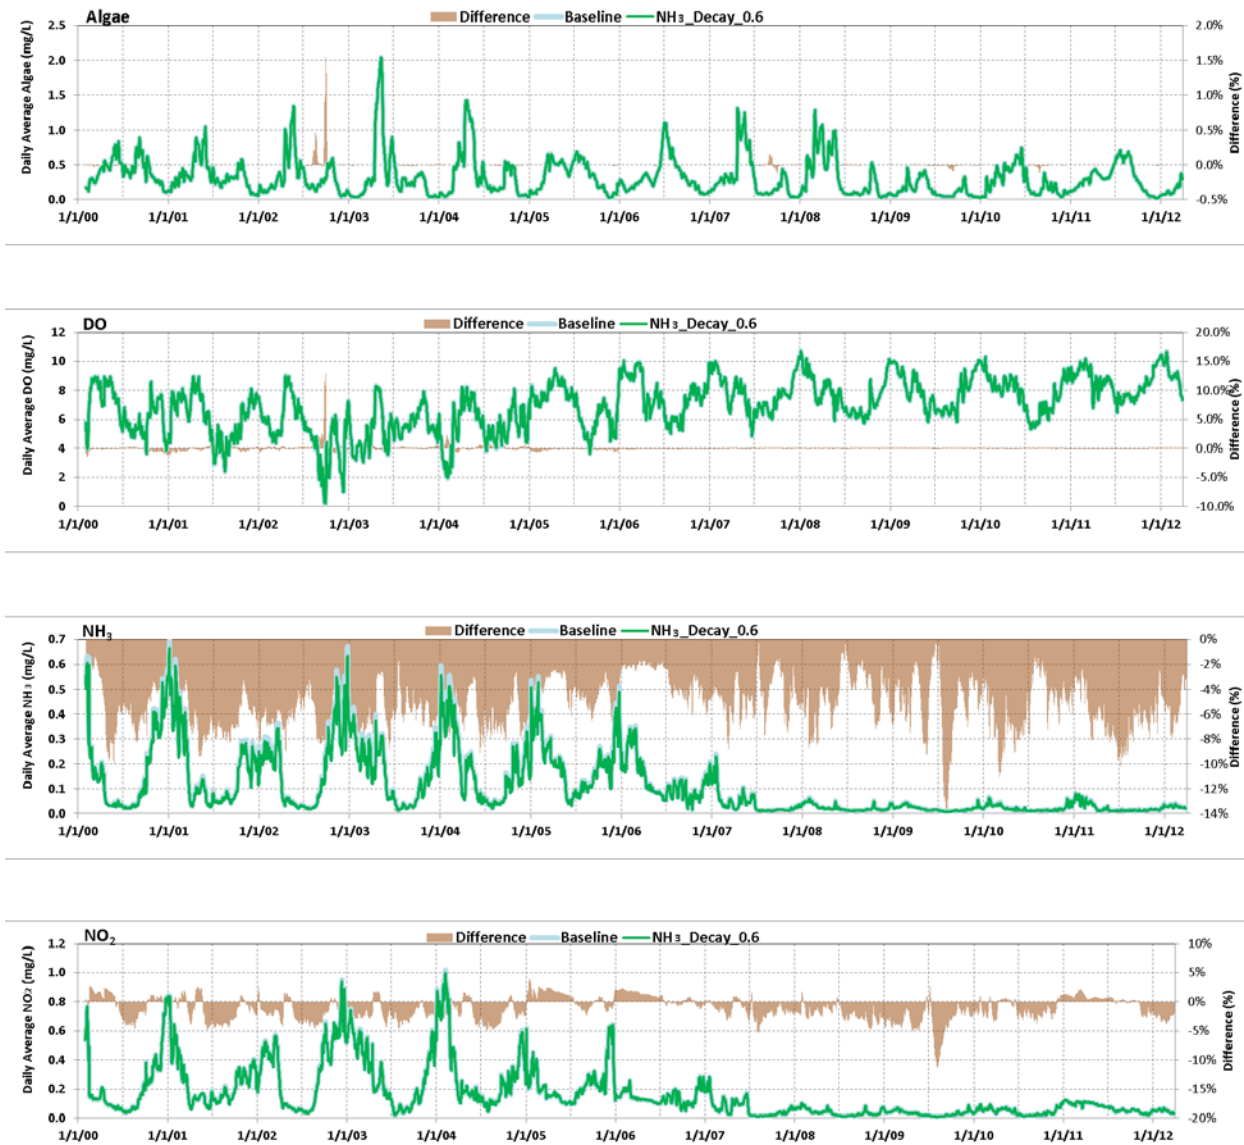 Algae
Difference Baseline NH₃_Decay_0.6
Daily Average Algae (mg/L)
2.5
2.0
1.5
1.0
0.5
0.0
2.0%
1.5%
1.0%
0.5%
0.0%
-0.5%
Difference (%)
1/1/00 1/1/01 1/1/02 1/1/03 1/1/04 1/1/05 1/1/06 1/1/07 1/1/08 1/1/09 1/1/10 1/1/11 1/1/12
DO
Difference Baseline NH₃_Decay_0.6
Daily Average DO (mg/L)
12
10
8
6
4
2
0
20.0%
15.0%
10.0%
5.0%
0.0%
-5.0%
-10.0%
Difference (%)
1/1/00 1/1/01 1/1/02 1/1/03 1/1/04 1/1/05 1/1/06 1/1/07 1/1/08 1/1/09 1/1/10 1/1/11 1/1/12
NH₃
Difference Baseline NH₃_Decay_0.6
Daily Average NH₃ (mg/L)
0.7
0.6
0.5
0.4
0.3
0.2
0.1
0.0
0%
-2%
-4%
-6%
-8%
-10%
-12%
-14%
Difference (%)
1/1/00 1/1/01 1/1/02 1/1/03 1/1/04 1/1/05 1/1/06 1/1/07 1/1/08 1/1/09 1/1/10 1/1/11 1/1/12
NO₂
Difference Baseline NH₃_Decay_0.6
Daily Average NO₂ (mg/L)
1.2
1.0
0.8
0.6
0.4
0.2
0.0
10%
5%
0%
-5%
-10%
-15%
-20%
Difference (%)
1/1/00 1/1/01 1/1/02 1/1/03 1/1/04 1/1/05 1/1/06 1/1/07 1/1/08 1/1/09 1/1/10 1/1/11 1/1/12